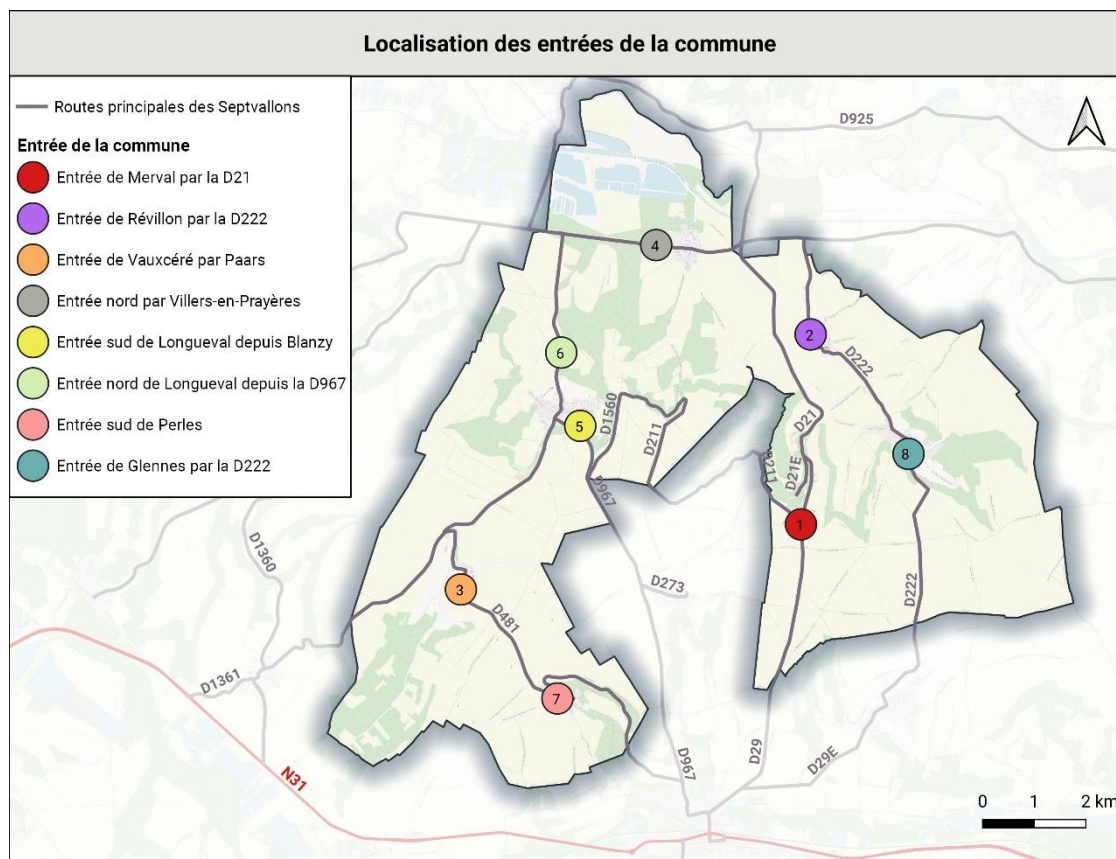 Localisation des entrées de la commune
Routes principales des Septvallons
Entrée de la commune
Entrée de Merval par la D21
Entrée de Révillon par la D222
Entrée de Vauxcéré par Paars
Entrée nord par Villers-en-Prayères
Entrée sud de Longueval depuis Blanzy
Entrée nord de Longueval depuis la D967
Entrée sud de Perles
Entrée de Glennes par la D222
D925
4
2
6
D222
D1560
D21
5
D211
8
D21E
D211
D967
1
D1360
D273
3
D222
D481
D1361
7
N31
D967
D29
D29E
0 1 2 km